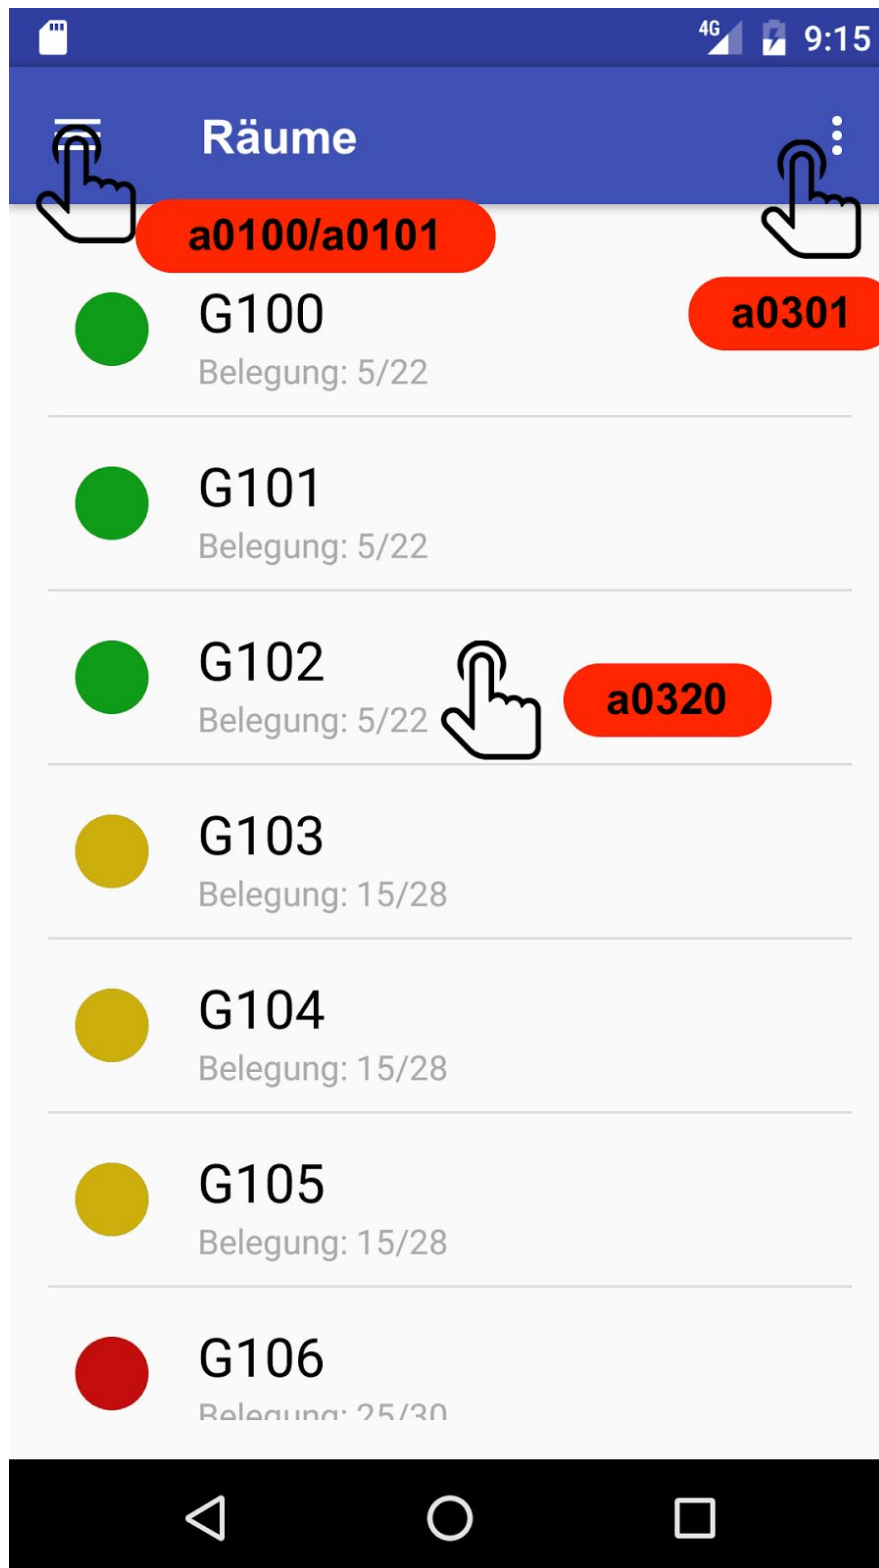 4G 9:15
Räume
a0100/a0101
G100
a0301
Belegung: 5/22
G101
Belegung: 5/22
G102
a0320
Belegung: 5/22
G103
Belegung: 15/28
G104
Belegung: 15/28
G105
Belegung: 15/28
G106
Belegung: 25/30